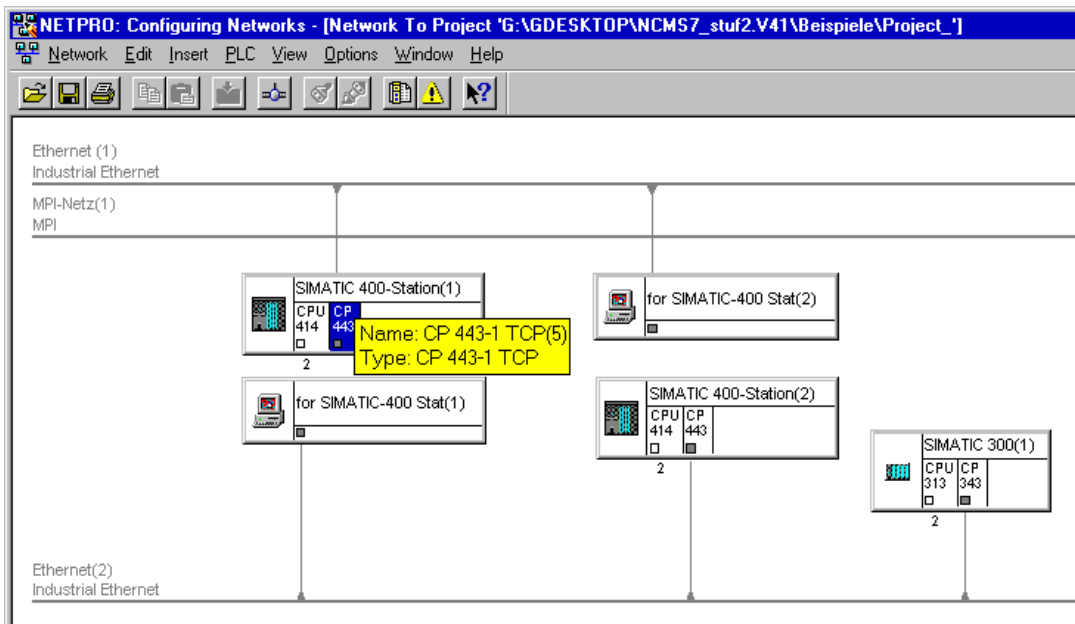 NETPRO: Configuring Networks - [Network To Project 'G:\GDESKTOP\NCMS7_stuf2.V41\Beispiele\Project_']
Network Edit Insert PLC View Options Window Help
Ethernet (1)
Industrial Ethernet
MPI-Netz(1)
MPI
SIMATIC 400-Station(1)
CPU CP
414 443
2
Name: CP 443-1 TCP(5)
Type: CP 443-1 TCP
for SIMATIC-400 Stat(2)
for SIMATIC-400 Stat(1)
SIMATIC 400-Station(2)
CPU CP
414 443
2
SIMATIC 300(1)
CPU CP
313 343
2
Ethernet(2)
Industrial Ethernet